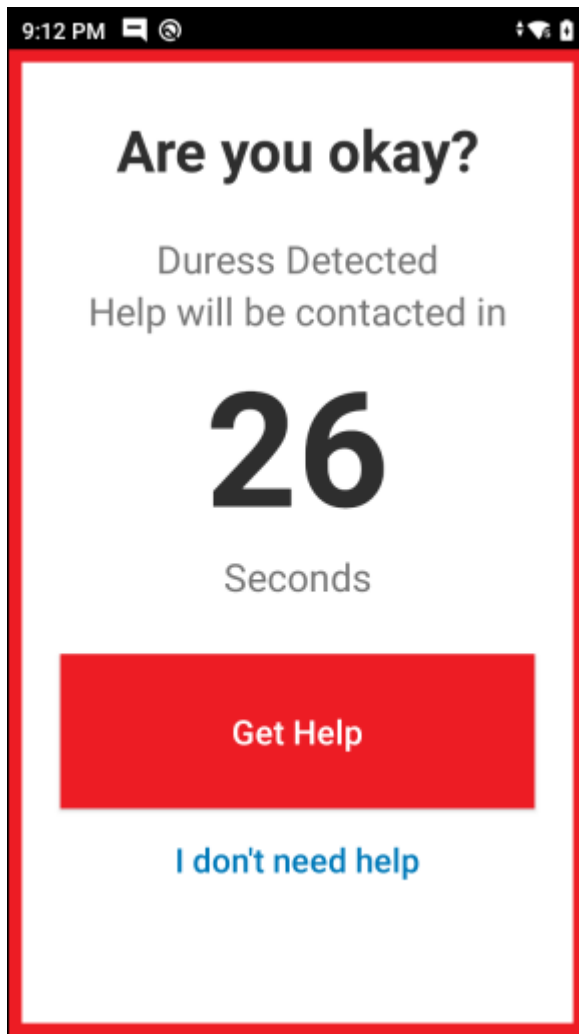 9:12 PM
Are you okay?
Duress Detected
Help will be contacted in
26
Seconds
Get Help
I don't need help